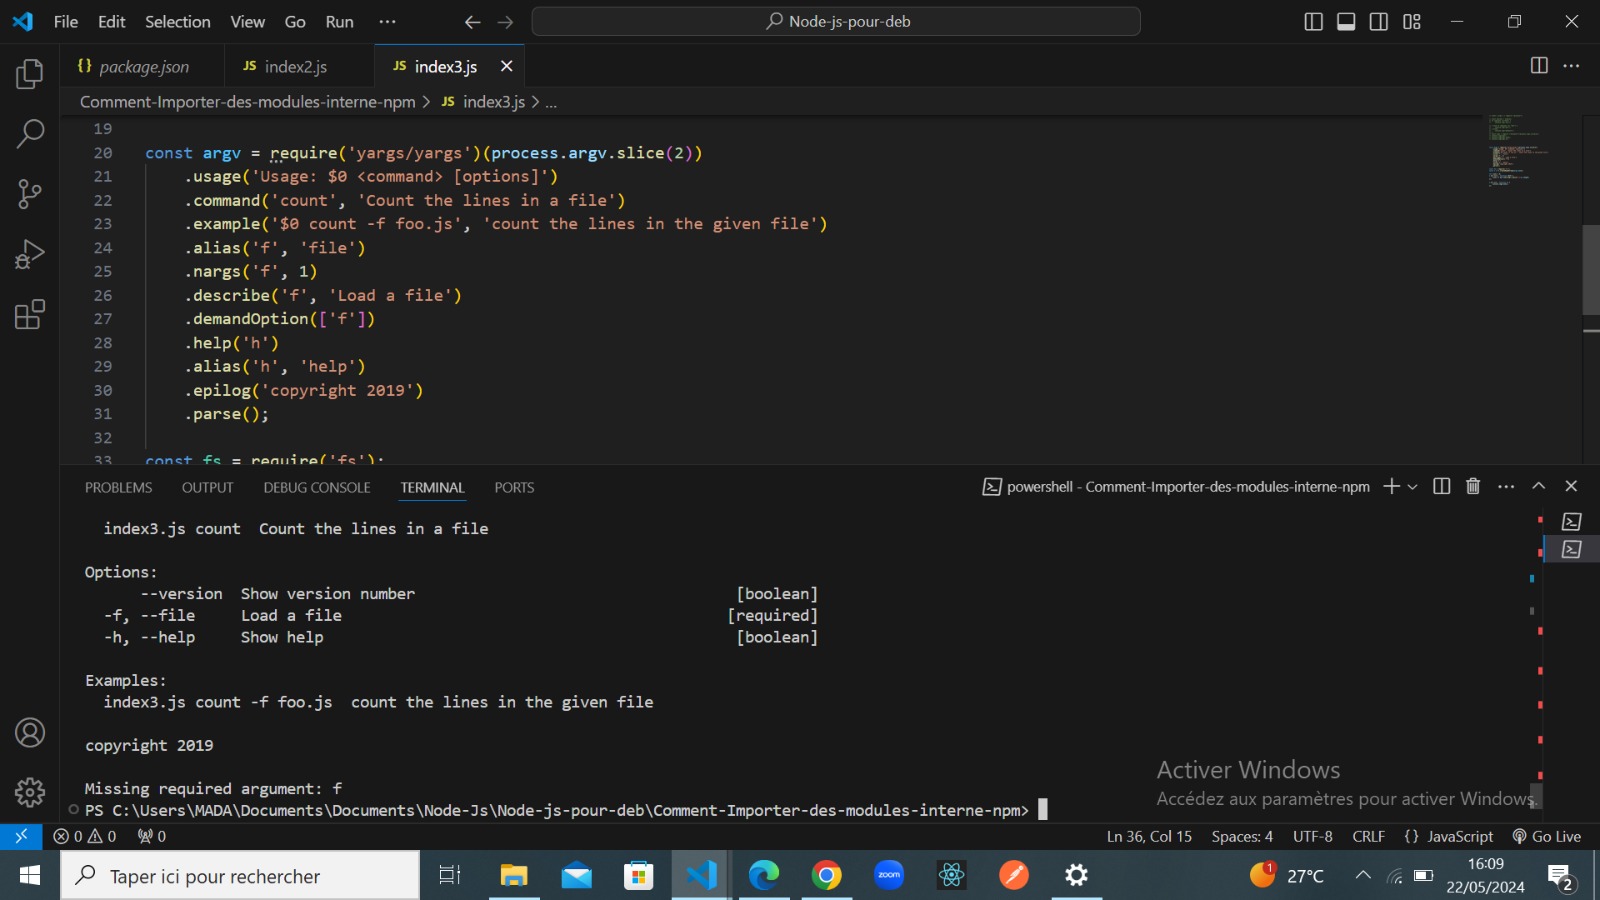 File Edit Selection View Go Run ···
Node-js-pour-deb
{} package.json
JS index2.js
JS index3.js
Comment-Importer-des-modules-interne-npm > JS index3.js > ...
19
20 const argv = require('yargs/yargs')(process.argv.slice(2))
21 .usage('Usage: $0 <command> [options]')
22 .command('count', 'Count the lines in a file')
23 .example('$0 count -f foo.js', 'count the lines in the given file')
24 .alias('f', 'file')
25 .nargs('f', 1)
26 .describe('f', 'Load a file')
27 .demandOption(['f'])
28 .help('h')
29 .alias('h', 'help')
30 .epilog('copyright 2019')
31 .parse();
32
33 const fs = require('fs');
PROBLEMS OUTPUT DEBUG CONSOLE TERMINAL PORTS
powershell - Comment-Importer-des-modules-interne-npm
index3.js count  Count the lines in a file
Options:
--version  Show version number [boolean]
-f, --file  Load a file [required]
-h, --help  Show help [boolean]
Examples:
index3.js count -f foo.js  count the lines in the given file
copyright 2019
Missing required argument: f
PS C:\Users\MADA\Documents\Documents\Node-Js\Node-js-pour-deb\Comment-Importer-des-modules-interne-npm>
Activer Windows
Accédez aux paramètres pour activer Windows.
0 0 0
Ln 36, Col 15 Spaces: 4 UTF-8 CRLF {} JavaScript Go Live
Taper ici pour rechercher
zoom
1
27°C
16:09
22/05/2024
2